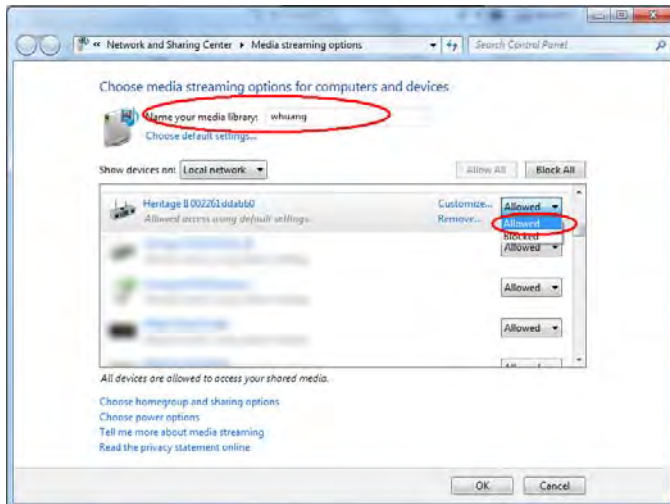 « Network and Sharing Center ▸ Media streaming options
Search Control Panel
Choose media streaming options for computers and devices
Name your media library: whuang
Choose default settings...
Show devices on: Local network
Allow All Block All
Heritage B 002261ddabb0
Allowed access using default settings.
Customize...
Remove...
Allowed
Allowed
Blocked
Allowed
Allowed
Allowed
All devices are allowed to access your shared media.
Choose homegroup and sharing options
Choose power options
Tell me more about media streaming
Read the privacy statement online
OK Cancel